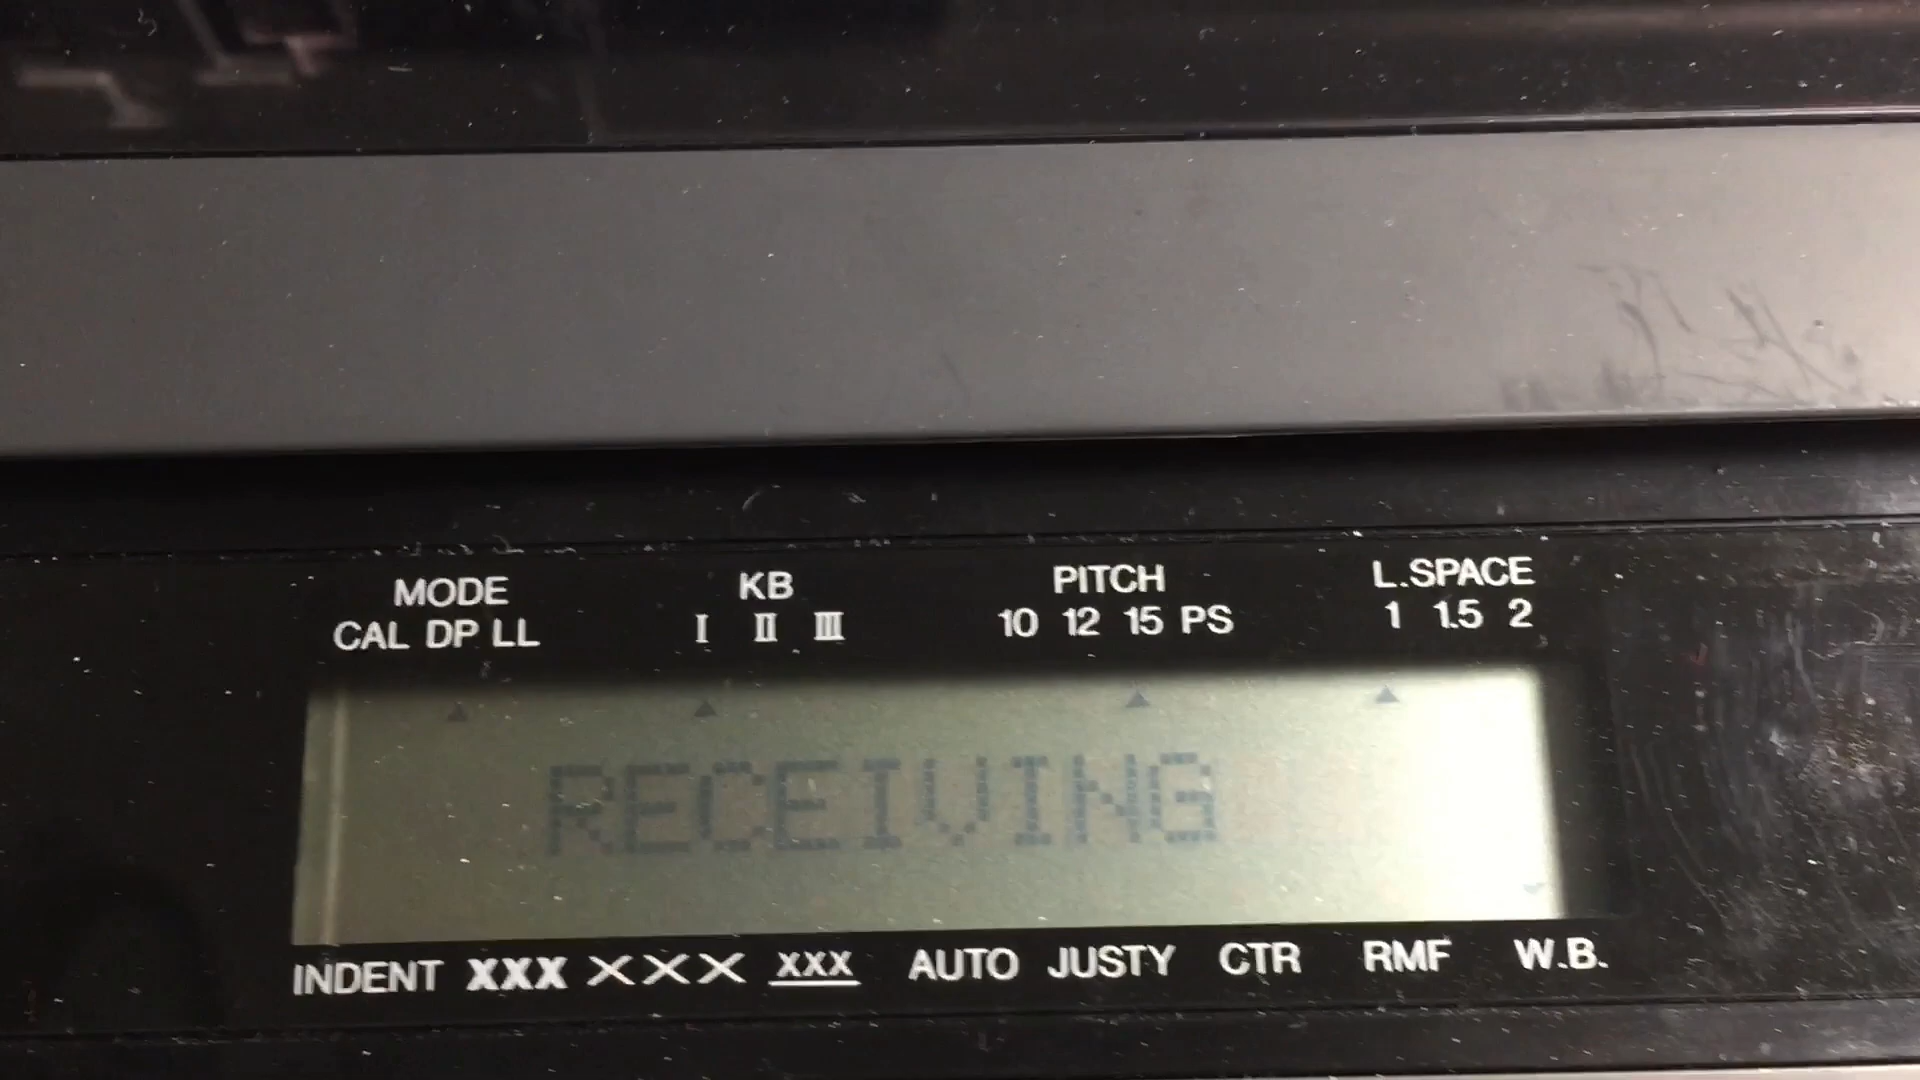 MODE KB PITCH L.SPACE
CAL DP LL I II III 10 12 15 PS 1 1.5 2
RECEIVING
INDENT XXX XXX XXX AUTO JUSTY CTR RMF W.B.